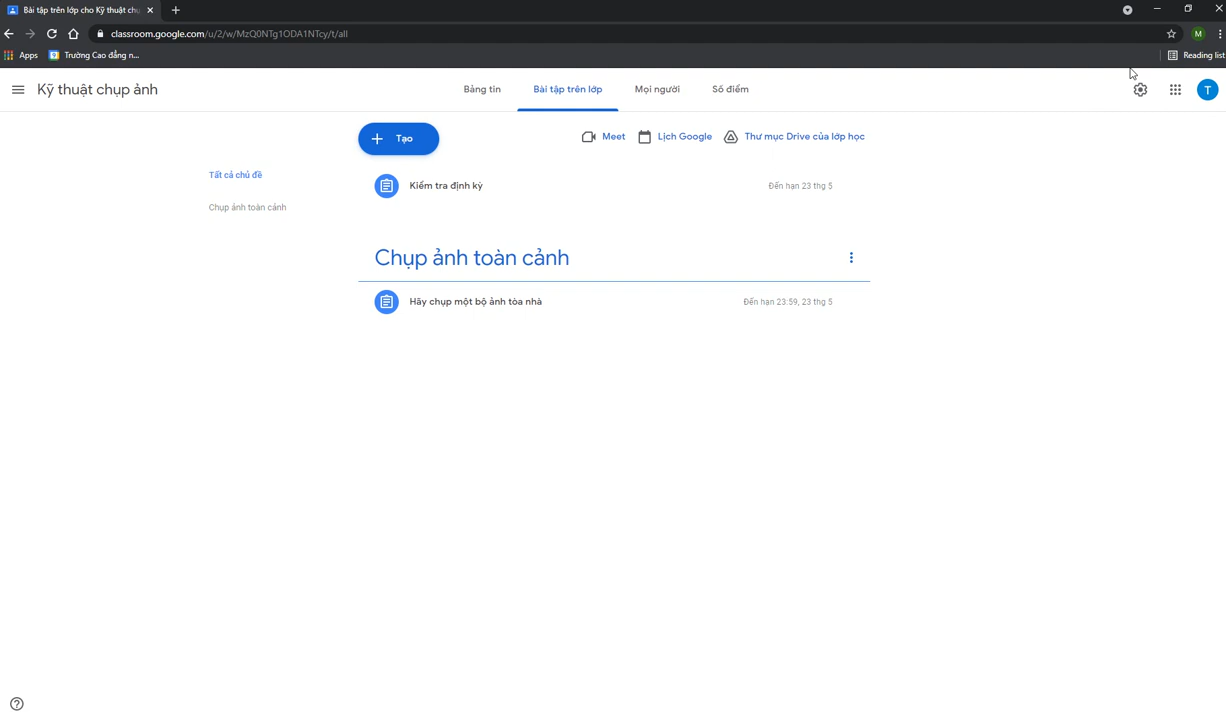 Bài tập trên lớp cho Kỹ thuật chụ
classroom.google.com/u/2/w/MzQ0NTg1ODA1NTcy/t/all
M
Apps
Trường Cao đẳng n...
Reading list
Kỹ thuật chụp ảnh
Bảng tin
Bài tập trên lớp
Mọi người
Số điểm
T
Tạo
Meet
Lịch Google
Thư mục Drive của lớp học
Tất cả chủ đề
Chụp ảnh toàn cảnh
Kiểm tra định kỳ
Đến hạn 23 thg 5
Chụp ảnh toàn cảnh
Hãy chụp một bộ ảnh tòa nhà
Đến hạn 23:59, 23 thg 5